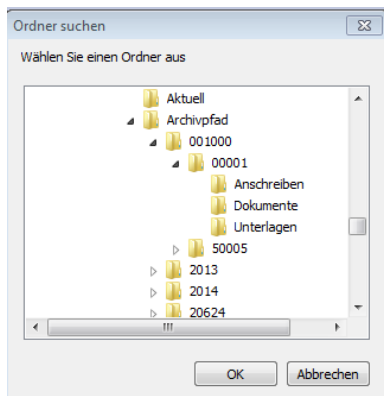 Ordner suchen
Wählen Sie einen Ordner aus
Aktuell
Archivpfad
001000
00001
Anschreiben
Dokumente
Unterlagen
50005
2013
2014
20624
OK Abbrechen